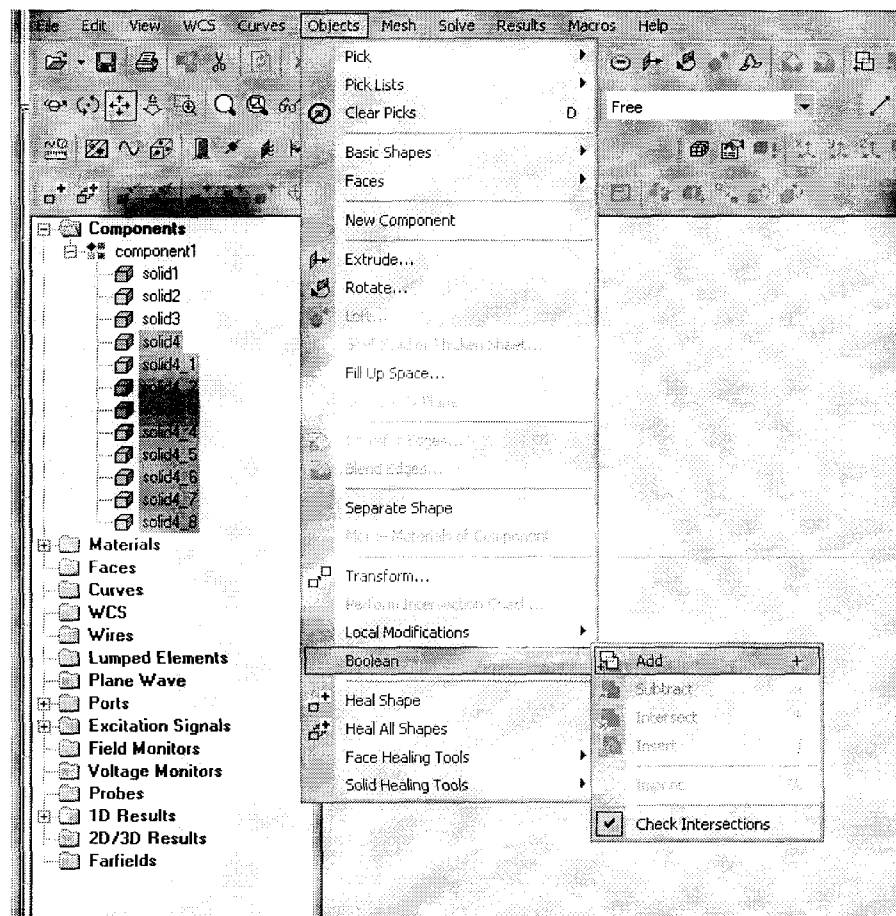 File Edit View WCS Curves Objects Mesh Solve Results Macros Help
Free
Components
component1
solid1
solid2
solid3
solid4
solid4_1
solid4_2
solid4_4
solid4_5
solid4_6
solid4_7
solid4_8
Materials
Faces
Curves
WCS
Wires
Lumped Elements
Plane Wave
Ports
Excitation Signals
Field Monitors
Voltage Monitors
Probes
1D Results
2D/3D Results
Farfields
Pick
Pick Lists
Clear Picks D
Basic Shapes
Faces
New Component
Extrude...
Rotate...
Loft...
Fill Up Space...
Blend Edges...
Separate Shape
Transform...
Local Modifications
Boolean
Heal Shape
Heal All Shapes
Face Healing Tools
Solid Healing Tools
Add +
Subtract
Intersect
Insert
Check Intersections